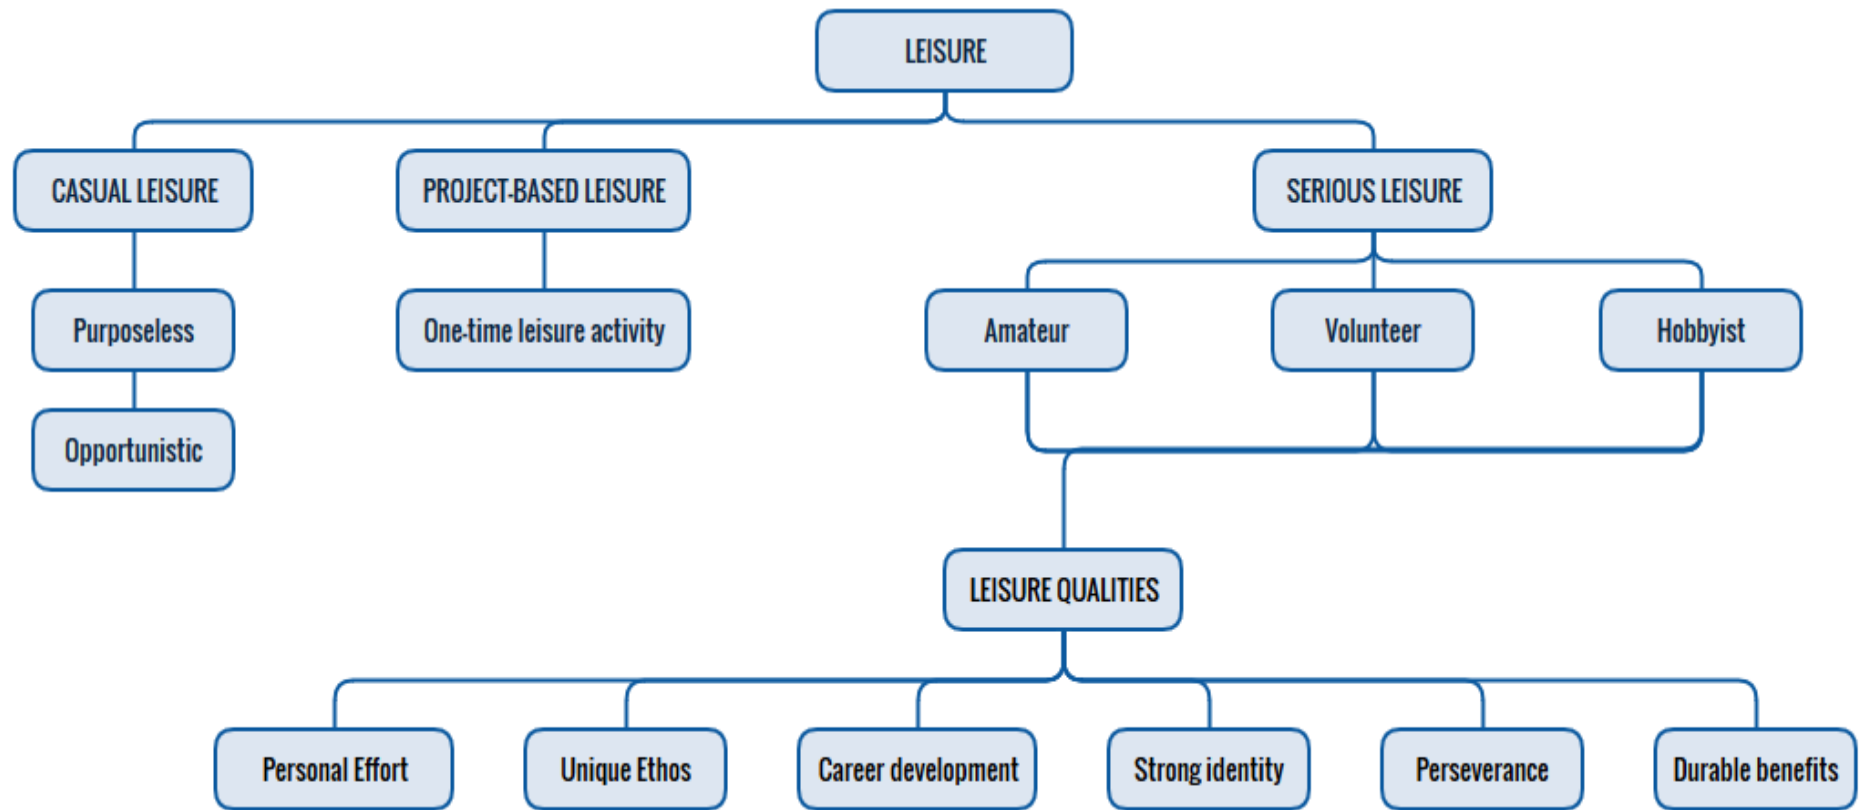 LEISURE
CASUAL LEISURE
PROJECT-BASED LEISURE
SERIOUS LEISURE
Purposeless
One-time leisure activity
Amateur
Volunteer
Hobbyist
Opportunistic
LEISURE QUALITIES
Personal Effort
Unique Ethos
Career development
Strong identity
Perseverance
Durable benefits